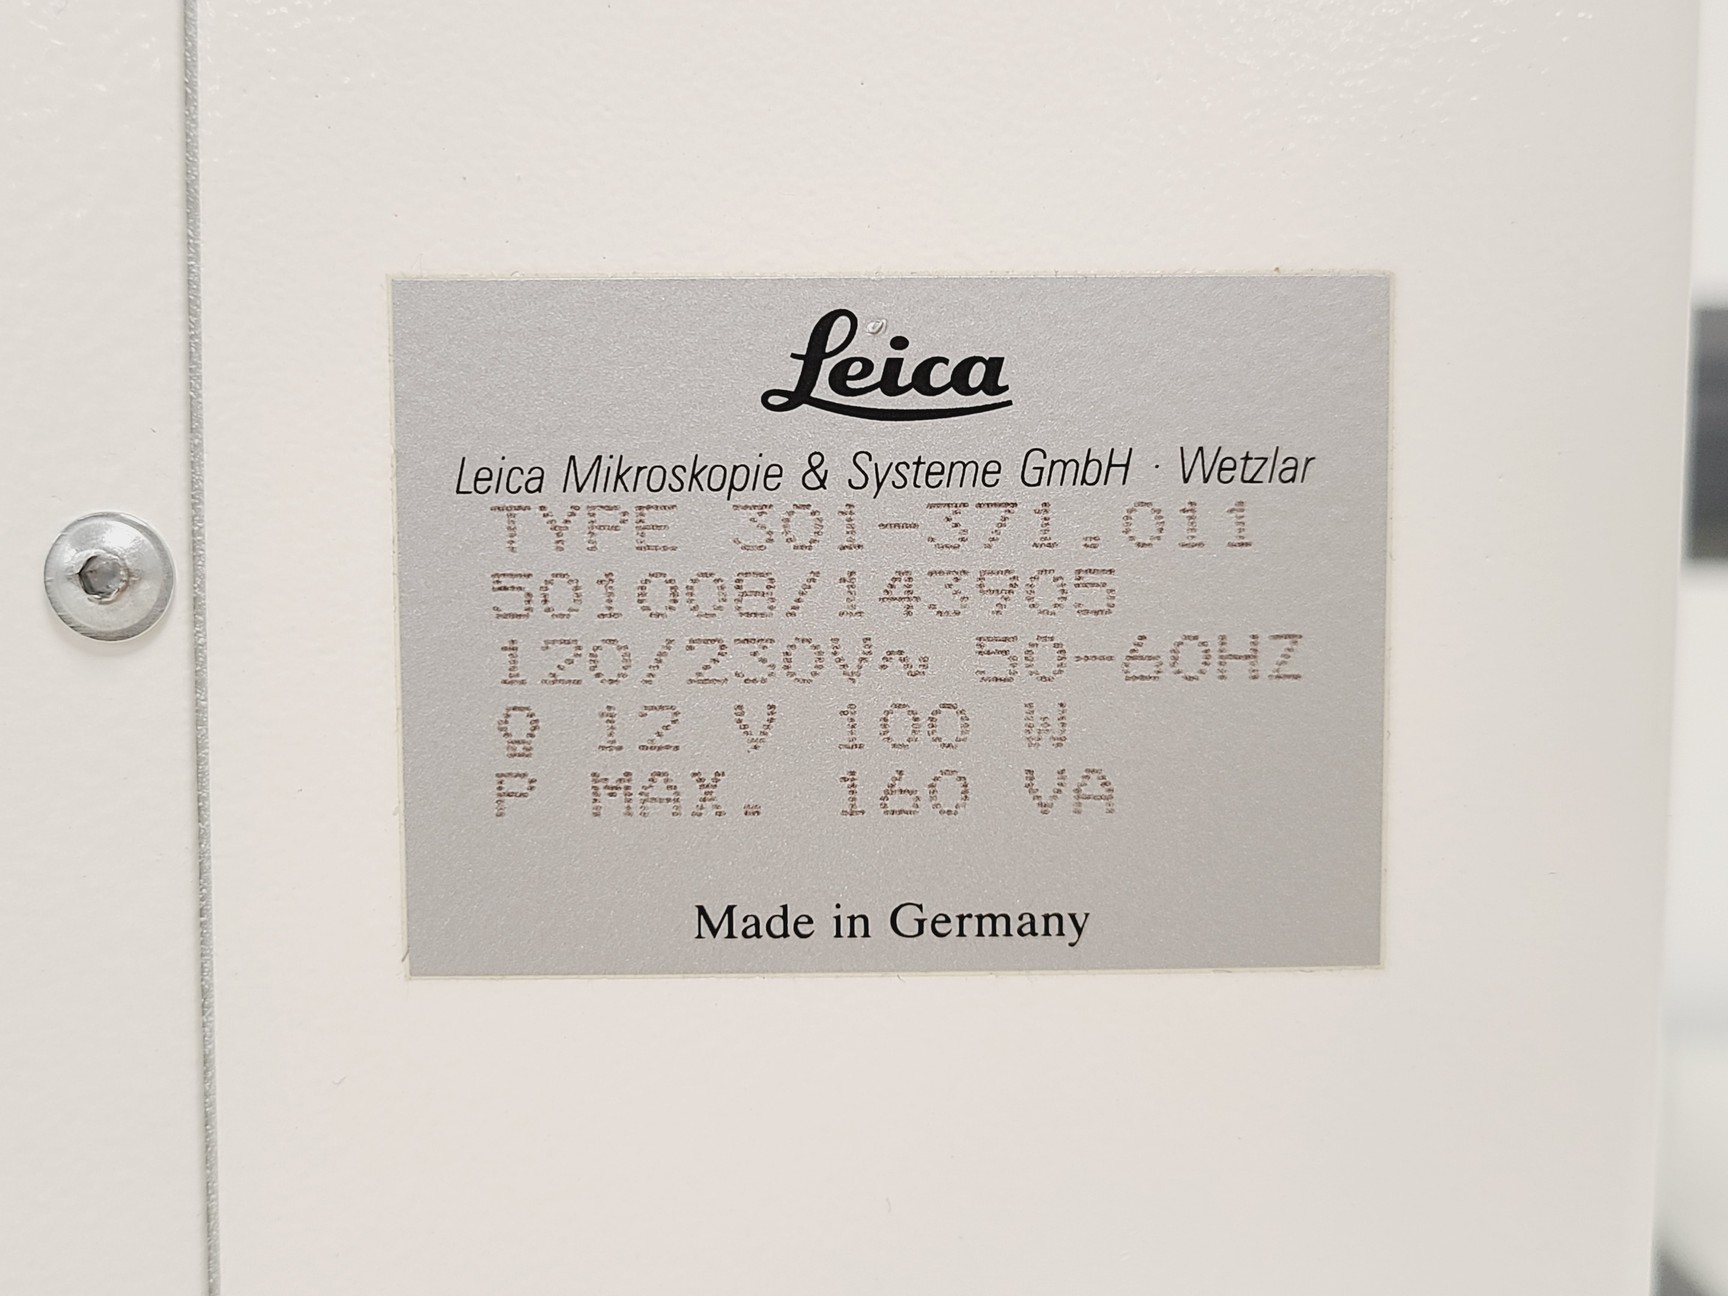 Leica
Leica Mikroskopie & Systeme GmbH · Wetzlar
TYPE 301-371.011
501008/143905
120/230V~ 50-60HZ
12 V 100 W
P MAX. 160 VA
Made in Germany